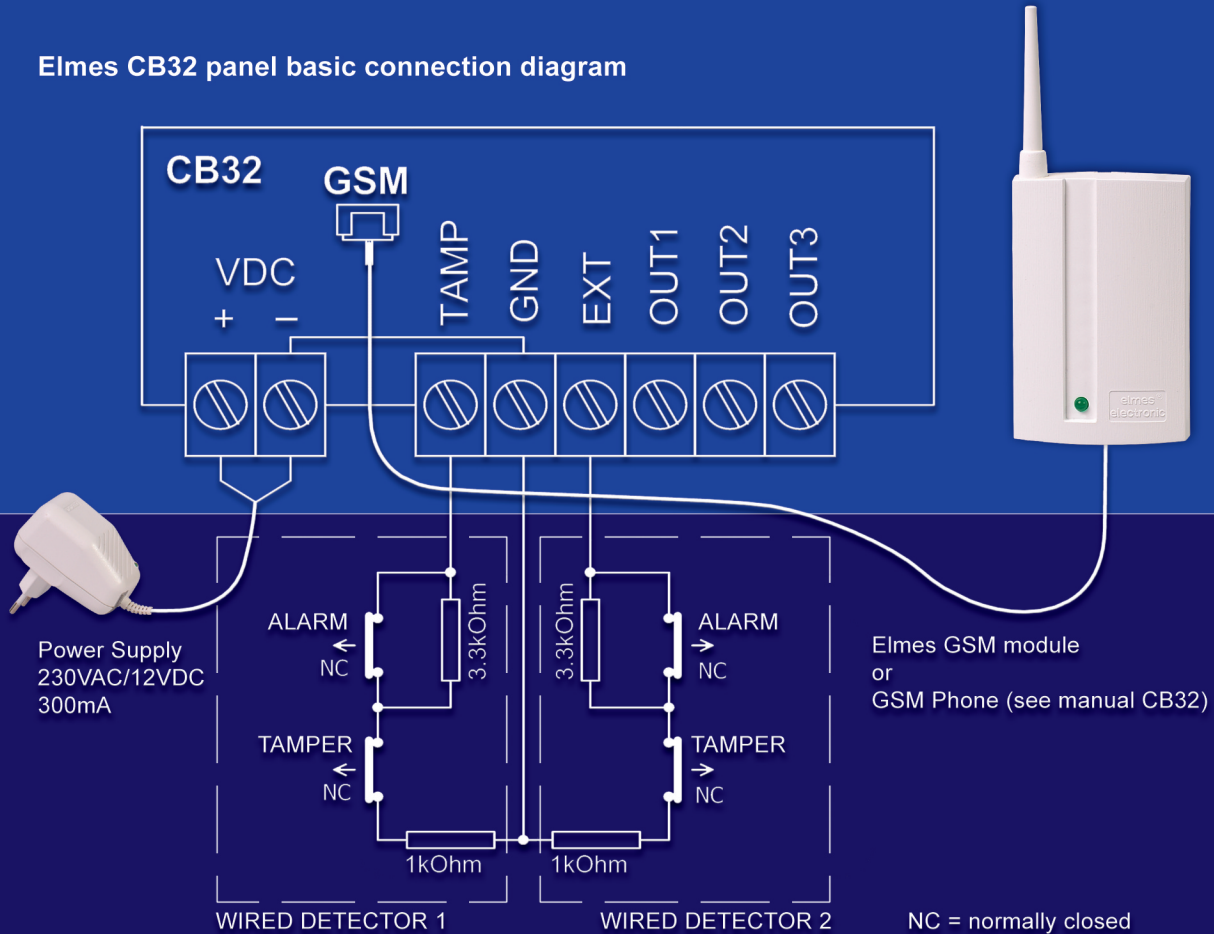 Elmes CB32 panel basic connection diagram
CB32
GSM
VDC
+ −
TAMP
GND
EXT
OUT1
OUT2
OUT3
elmes
electronic
Power Supply
230VAC/12VDC
300mA
ALARM
NC
3.3kOhm
TAMPER
NC
1kOhm
WIRED DETECTOR 1
3.3kOhm
ALARM
NC
TAMPER
NC
1kOhm
WIRED DETECTOR 2
Elmes GSM module
or
GSM Phone (see manual CB32)
NC = normally closed